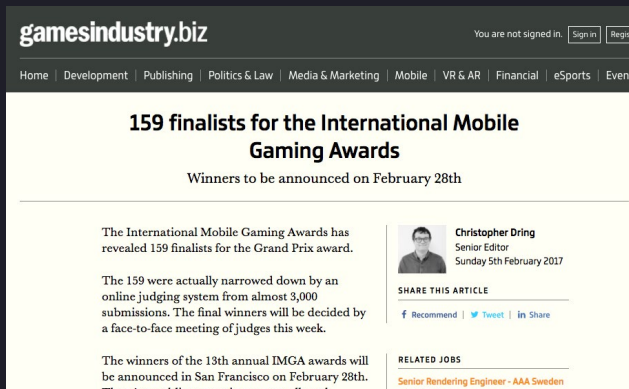 gamesindustry.biz
You are not signed in. Sign in
Home Development Publishing Politics & Law Media & Marketing Mobile VR & AR Financial eSports
159 finalists for the International Mobile
Gaming Awards
Winners to be announced on February 28th
The International Mobile Gaming Awards has
revealed 159 finalists for the Grand Prix award.
The 159 were actually narrowed down by an
online judging system from almost 3,000
submissions. The final winners will be decided by
a face-to-face meeting of judges this week.
The winners of the 13th annual IMGA awards will
be announced in San Francisco on February 28th.
Christopher Dring
Senior Editor
Sunday 5th February 2017
SHARE THIS ARTICLE
Recommend Tweet Share
RELATED JOBS
Senior Rendering Engineer - AAA Sweden